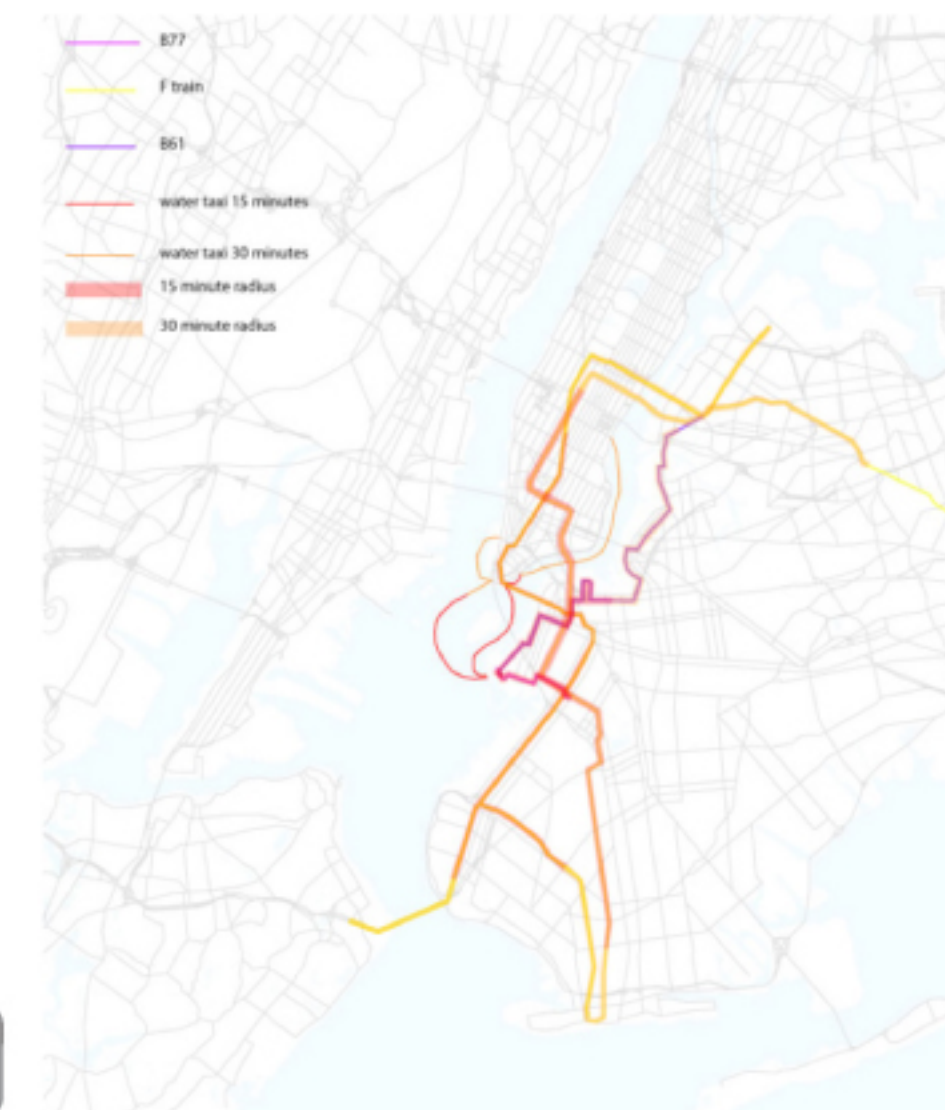 B77
F train
B61
water taxi 15 minutes
water taxi 30 minutes
15 minute radius
30 minute radius